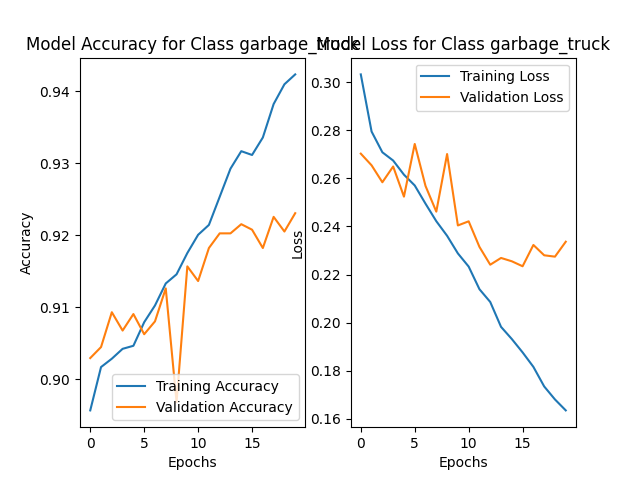 Model Accuracy for Class garbage_truck
Model Loss for Class garbage_truck
0.94
0.93
0.92
0.91
0.90
Accuracy
Training Accuracy
Validation Accuracy
0 5 10 15
Epochs
0.30
0.28
0.26
0.24
0.22
0.20
0.18
0.16
Loss
Training Loss
Validation Loss
0 5 10 15
Epochs